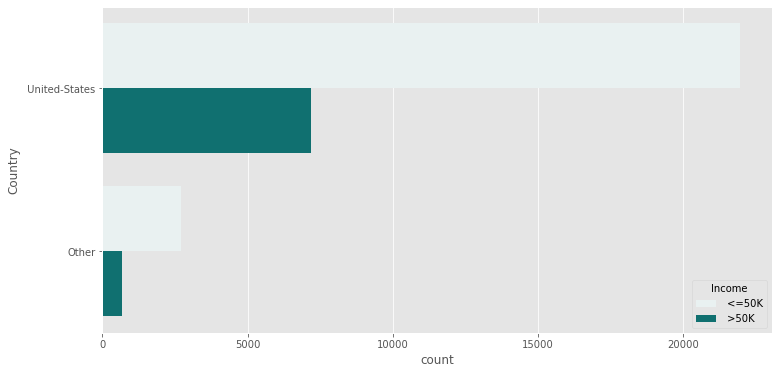 United-States
Other
Country
0
5000
10000
15000
20000
count
Income
<=50K
>50K